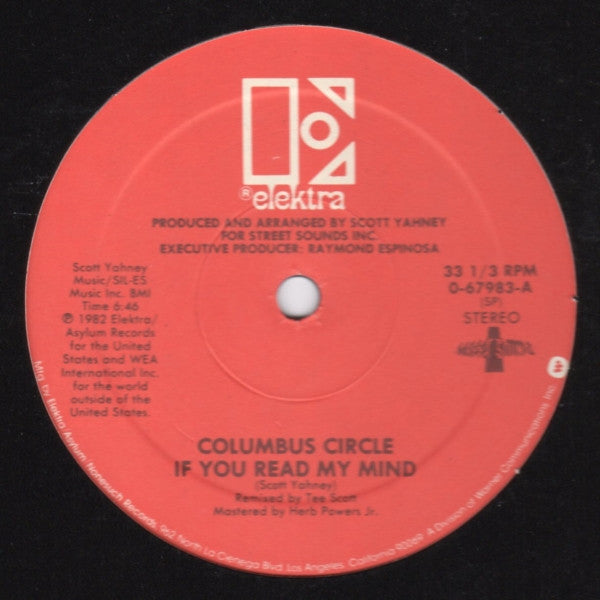 ® elektra
PRODUCED AND ARRANGED BY SCOTT YAHNEY
FOR STREET SOUNDS INC.
EXECUTIVE PRODUCER: RAYMOND ESPINOSA
Scott Yahney
Music/SIL-ES
Music Inc. BMI
Time 6:46
℗ 1982 Elektra/
Asylum Records
for the United
States and WEA
International Inc.
for the world
outside of the
United States.
33 1/3 RPM
0-67983-A
(SP)
STEREO
COLUMBUS CIRCLE
IF YOU READ MY MIND
(Scott Yahney)
Remixed by Tee Scott
Mastered by Herb Powers Jr.
Mfg. by Elektra Asylum, Nonesuch Records, 962 North La Cienega Blvd. Los Angeles, California 90069. A Division of Warner Communications, Inc.